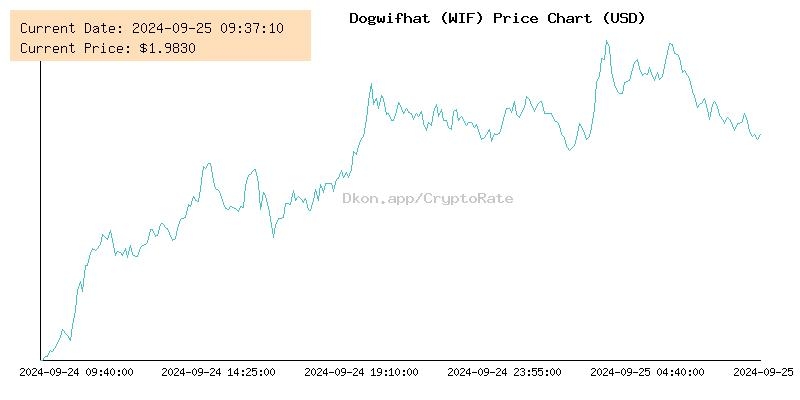 Dogwifhat (WIF) Price Chart (USD)
Current Date: 2024-09-25 09:37:10
Current Price: $1.9830
Dkon.app/CryptoRate
2024-09-24 09:40:00
2024-09-24 14:25:00
2024-09-24 19:10:00
2024-09-24 23:55:00
2024-09-25 04:40:00
2024-09-25